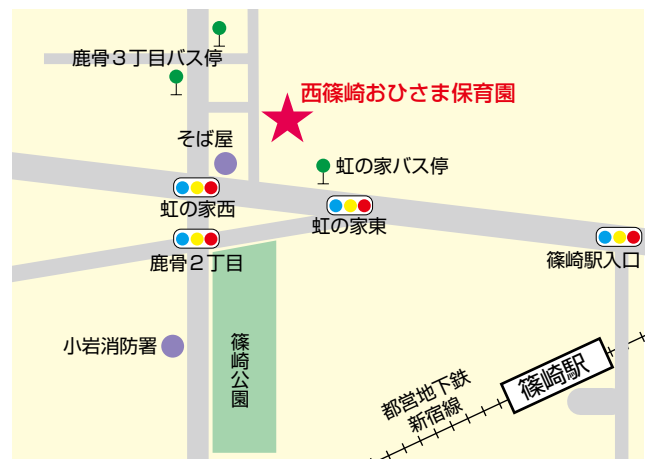 鹿骨３丁目バス停
西篠崎おひさま保育園
そば屋
虹の家バス停
虹の家西
虹の家東
鹿骨２丁目
篠崎駅入口
小岩消防署
篠崎公園
篠崎駅
都営地下鉄
新宿線